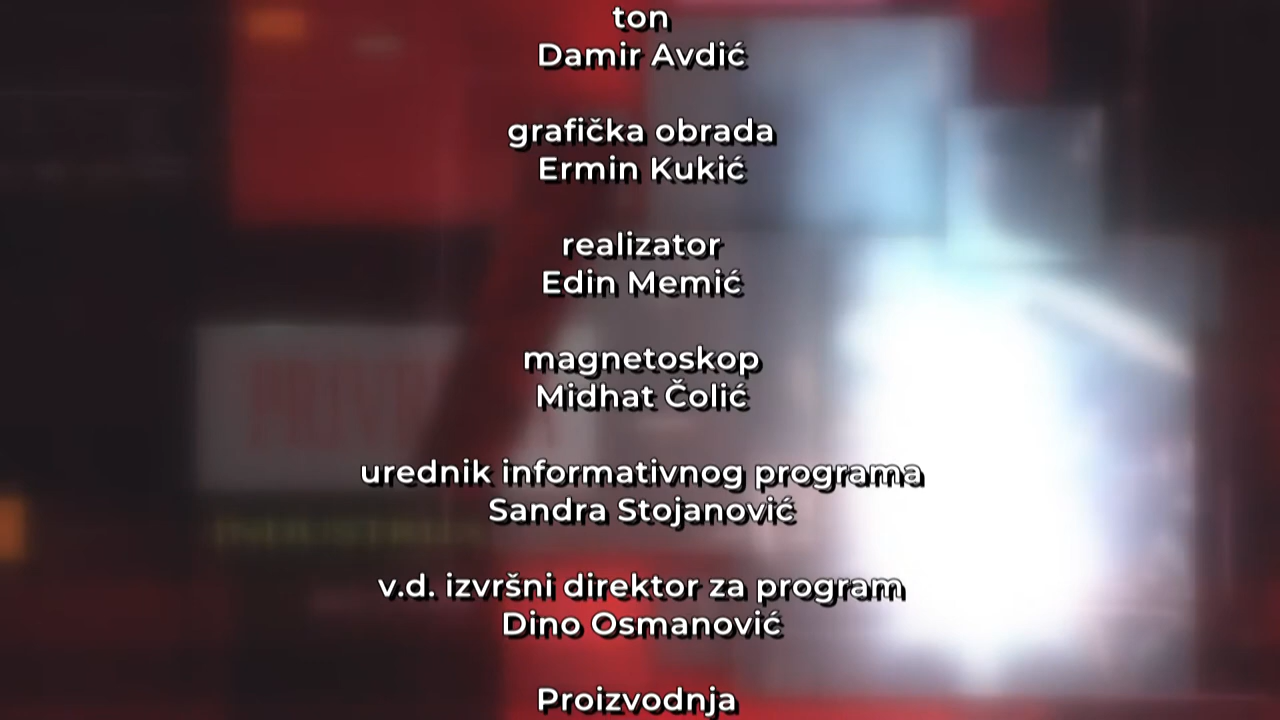 ton
Damir Avdić
grafička obrada
Ermin Kukić
realizator
Edin Memić
magnetoskop
Midhat Čolić
urednik informativnog programa
Sandra Stojanović
v.d. izvršni direktor za program
Dino Osmanović
Proizvodnja